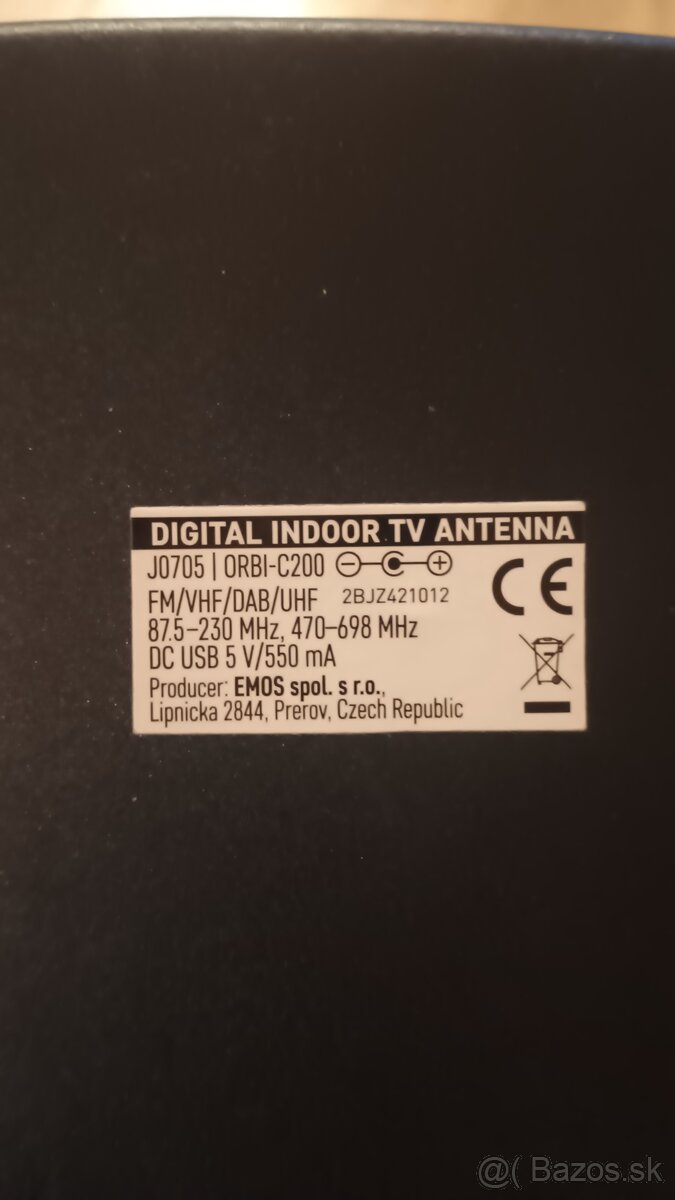 DIGITAL INDOOR TV ANTENNA
J0705 | ORBI-C200
FM/VHF/DAB/UHF 2BJZ421012
87.5–230 MHz, 470–698 MHz
DC USB 5 V/550 mA
Producer: EMOS spol. s r.o.,
Lipnicka 2844, Prerov, Czech Republic
CE
@( Bazos.sk